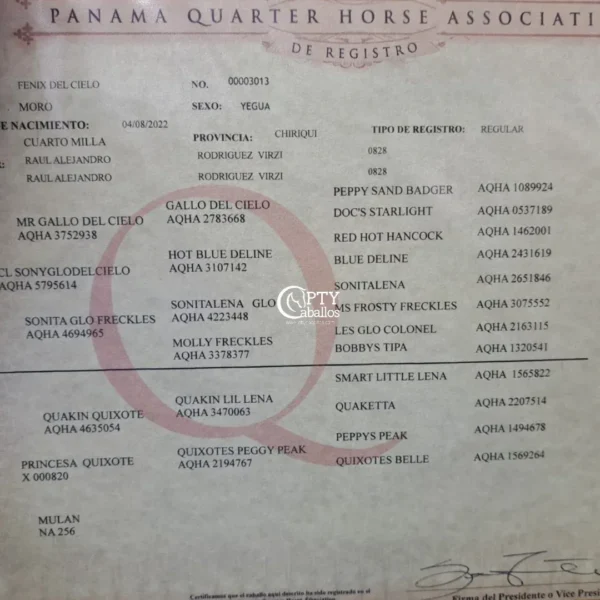 PANAMA QUARTER HORSE ASSOCIATI
DE REGISTRO
FENIX DEL CIELO NO. 00003013
MORO SEXO: YEGUA
E NACIMIENTO: 04/08/2022 PROVINCIA: CHIRIQUI TIPO DE REGISTRO: REGULAR
CUARTO MILLA
RAUL ALEJANDRO RODRIGUEZ VIRZI 0828
RAUL ALEJANDRO RODRIGUEZ VIRZI 0828
PEPPY SAND BADGER AQHA 1089924
GALLO DEL CIELO
AQHA 2783668
DOC'S STARLIGHT AQHA 0537189
MR GALLO DEL CIELO
AQHA 3752938
RED HOT HANCOCK AQHA 1462001
HOT BLUE DELINE
AQHA 3107142
BLUE DELINE AQHA 2431619
CL SONYGLODELCIELO
AQHA 5795614
SONITALENA AQHA 2651846
SONITALENA GLO
AQHA 4223448
MS FROSTY FRECKLES AQHA 3075552
SONITA GLO FRECKLES
AQHA 4694965
LES GLO COLONEL AQHA 2163115
MOLLY FRECKLES
AQHA 3378377
BOBBYS TIPA AQHA 1320541
PTY
Caballos
SMART LITTLE LENA AQHA 1565822
QUAKIN LIL LENA
AQHA 3470063
QUAKETTA AQHA 2207514
QUAKIN QUIXOTE
AQHA 4635054
PEPPYS PEAK AQHA 1494678
QUIXOTES PEGGY PEAK
AQHA 2194767
QUIXOTES BELLE AQHA 1569264
PRINCESA QUIXOTE
X 000820
MULAN
NA 256
Certificamos que el caballo aqui descrito ha sido registrado en el
Firma del Presidente o Vice Presi